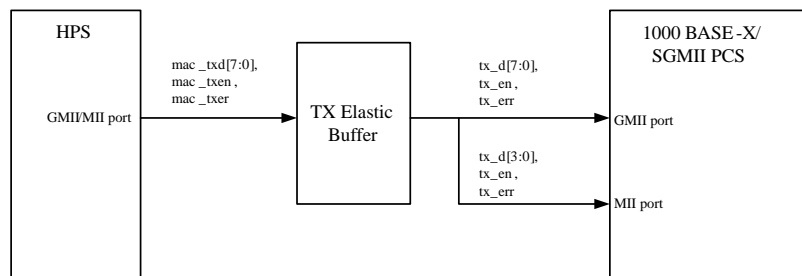 HPS
1000 BASE -X/
SGMII PCS
mac _txd[7:0],
mac _txen ,
mac _txer
tx_d[7:0],
tx_en ,
tx_err
GMII/MII port
TX Elastic
Buffer
GMII port
tx_d[3:0],
tx_en ,
tx_err
MII port